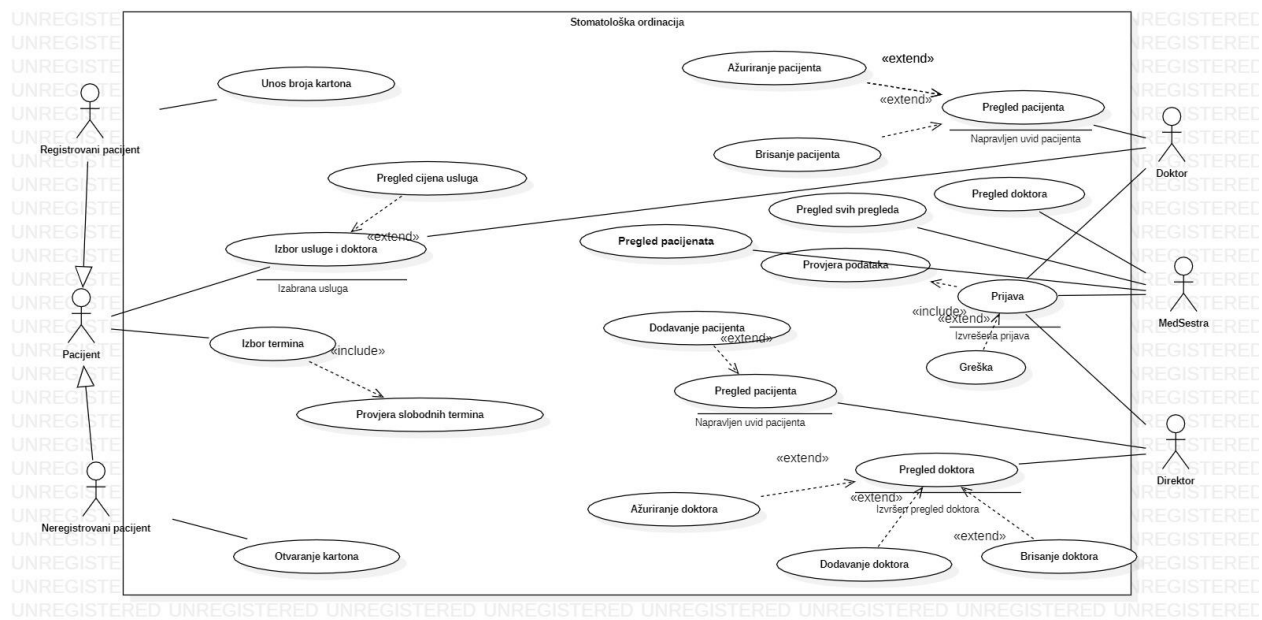 Stomatološka ordinacija
Ažuriranje pacijenta
«extend»
Unos broja kartona
«extend»
Pregled pacijenta
Napravljen uvid pacijenta
Registrovani pacijent
Brisanje pacijenta
Doktor
Pregled cijena usluga
Pregled doktora
Pregled svih pregleda
«extend»
Pregled pacijenata
Izbor usluge i doktora
Provjera podataka
Izabrana usluga
Prijava
«include»
«extend»
MedSestra
Izvrešena prijava
Dodavanje pacijenta
«extend»
Izbor termina
«include»
Pacijent
Greška
Pregled pacijenta
Napravljen uvid pacijenta
Provjera slobodnih termina
«extend»
Pregled doktora
Direktor
«extend»
Izvršen pregled doktora
Ažuriranje doktora
Neregistrovani pacijent
«extend»
Otvaranje kartona
Dodavanje doktora
Brisanje doktora
UNREGISTERED UNREGISTERED UNREGISTERED UNREGISTERED UNREGISTERED UNREGISTERED UNREGISTERED UNREGISTERED